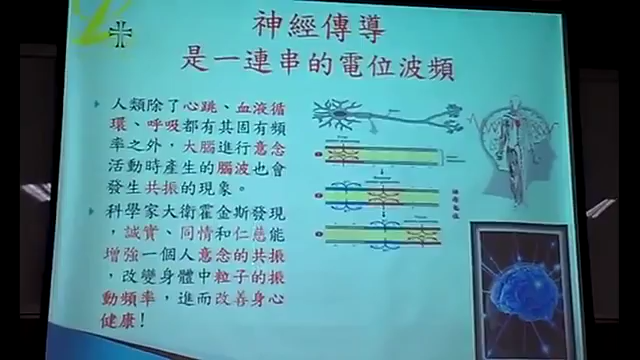 神經傳導
是一連串的電位波頻
人類除了心跳、血液循
環、呼吸都有其固有頻
率之外，大腦進行意念
活動時產生的腦波也會
發生共振的現象。
科學家大衛霍金斯發現
，誠實、同情和仁慈能
增強一個人意念的共振
，改變身體中粒子的振
動頻率，進而改善身心
健康！